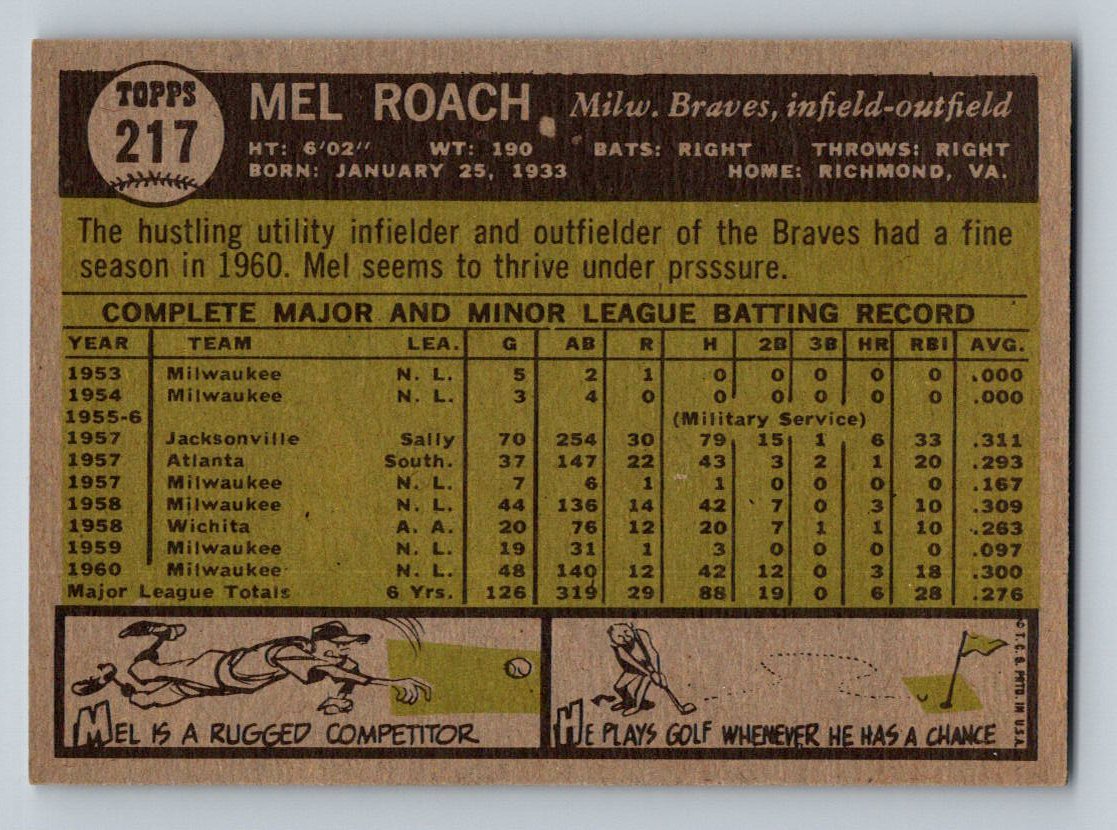 TOPPS
217
MEL ROACH Milw. Braves, infield-outfield
HT: 6'02" WT: 190 BATS: RIGHT THROWS: RIGHT
BORN: JANUARY 25, 1933 HOME: RICHMOND, VA.
The hustling utility infielder and outfielder of the Braves had a fine
season in 1960. Mel seems to thrive under prsssure.
COMPLETE MAJOR AND MINOR LEAGUE BATTING RECORD
YEAR TEAM LEA. G AB R H 2B 3B HR RBI AVG.
1953 Milwaukee N. L. 5 2 1 0 0 0 0 0 .000
1954 Milwaukee N. L. 3 4 0 0 0 0 0 0 .000
1955-6 (Military Service)
1957 Jacksonville Sally 70 254 30 79 15 1 6 33 .311
1957 Atlanta South. 37 147 22 43 3 2 1 20 .293
1957 Milwaukee N. L. 7 6 1 1 0 0 0 0 .167
1958 Milwaukee N. L. 44 136 14 42 7 0 3 10 .309
1958 Wichita A. A. 20 76 12 20 7 1 1 10 .263
1959 Milwaukee N. L. 19 31 1 3 0 0 0 0 .097
1960 Milwaukee N. L. 48 140 12 42 12 0 3 18 .300
Major League Totals 6 Yrs. 126 319 29 88 19 0 6 28 .276
MEL IS A RUGGED COMPETITOR
HE PLAYS GOLF WHENEVER HE HAS A CHANCE
© T. C. G. PRTD. IN U.S.A.